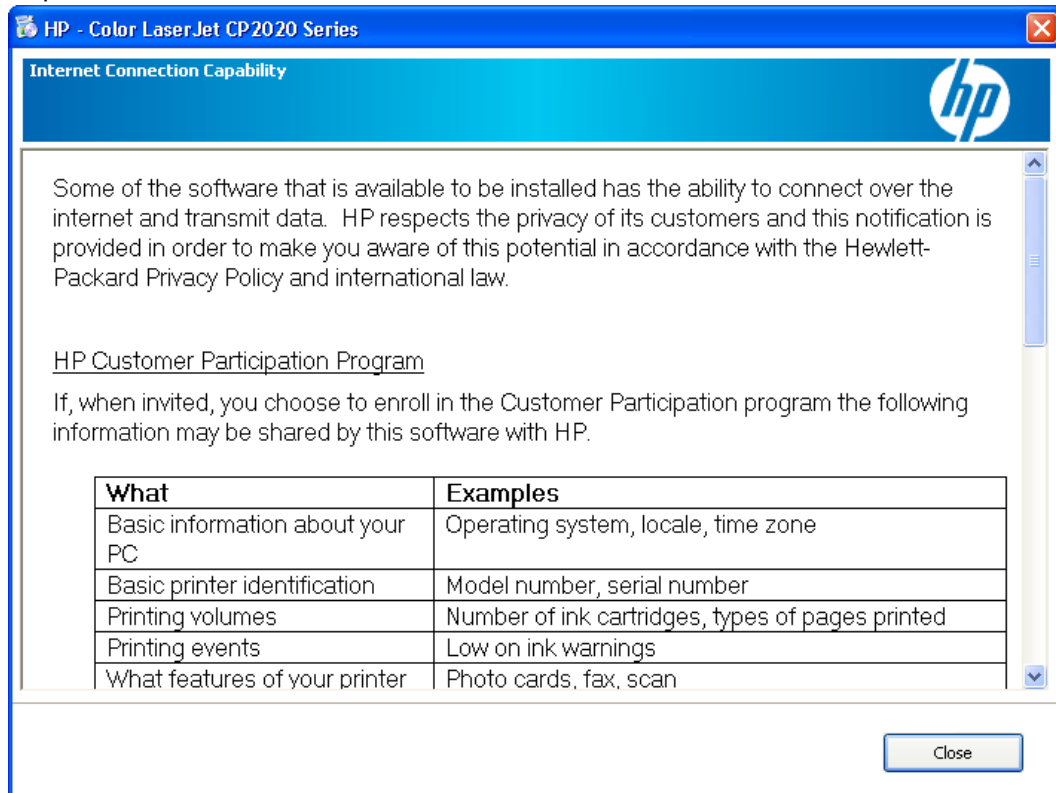 HP - Color LaserJet CP2020 Series
Internet Connection Capability
hp
Some of the software that is available to be installed has the ability to connect over the
internet and transmit data.  HP respects the privacy of its customers and this notification is
provided in order to make you aware of this potential in accordance with the Hewlett-
Packard Privacy Policy and international law.
HP Customer Participation Program
If, when invited, you choose to enroll in the Customer Participation program the following
information may be shared by this software with HP.
What Examples
Basic information about your Operating system, locale, time zone
PC
Basic printer identification Model number, serial number
Printing volumes Number of ink cartridges, types of pages printed
Printing events Low on ink warnings
What features of your printer Photo cards, fax, scan
Close